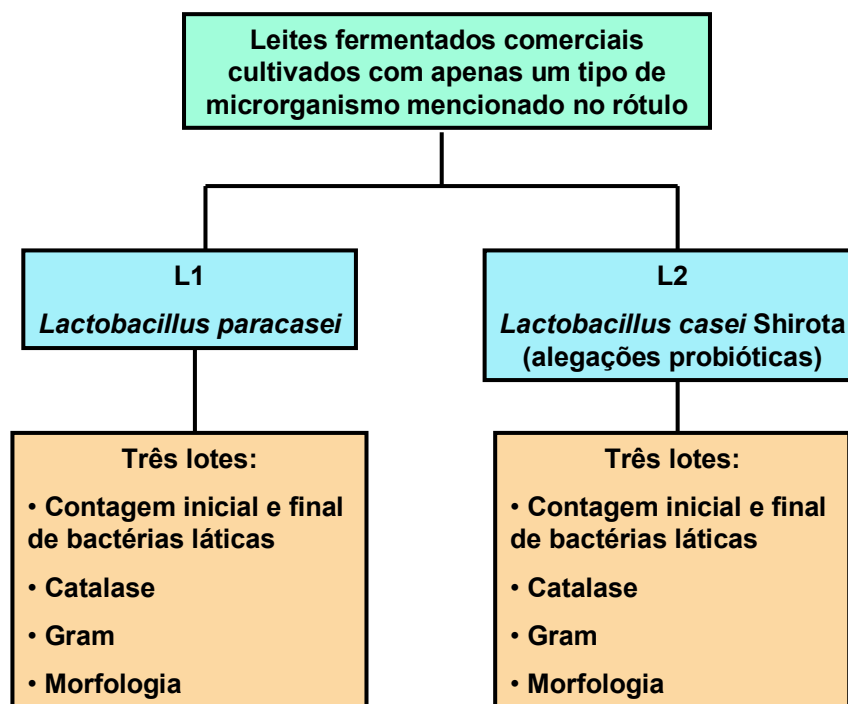 Leites fermentados comerciais
cultivados com apenas um tipo de
microrganismo mencionado no rótulo
L1
Lactobacillus paracasei
L2
Lactobacillus casei Shirota
(alegações probióticas)
Três lotes:
• Contagem inicial e final
de bactérias láticas
• Catalase
• Gram
• Morfologia
Três lotes:
• Contagem inicial e final
de bactérias láticas
• Catalase
• Gram
• Morfologia